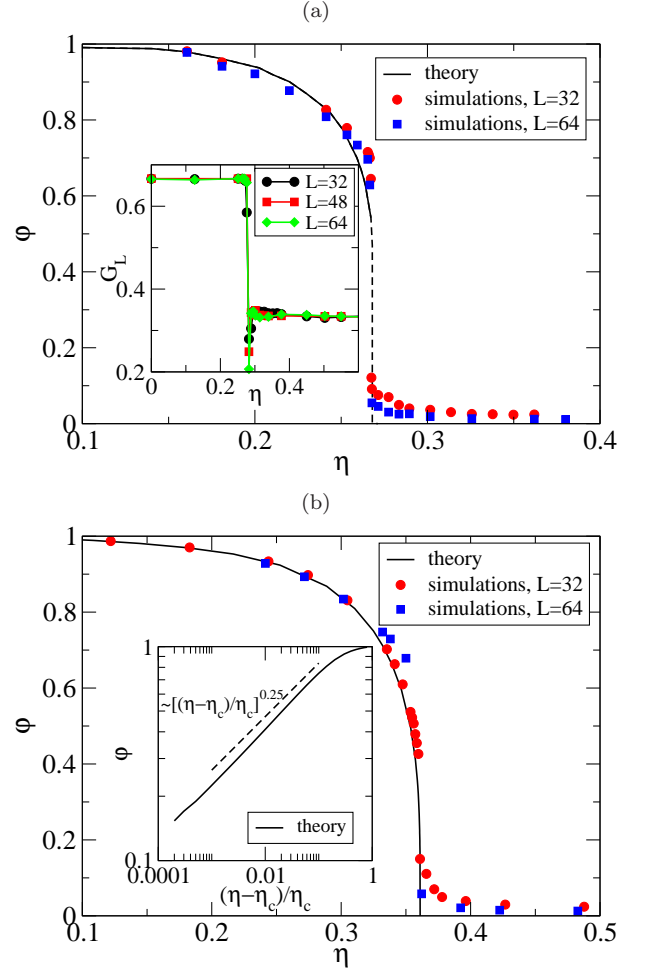 (a)
1
0.8
0.6
0.4
0.2
0
φ
theory
simulations, L=32
simulations, L=64
0.6
0.4
0.2
G_L
L=32
L=48
L=64
0
0.2
0.4
η
0.1
0.2
0.3
0.4
η
(b)
1
0.8
0.6
0.4
0.2
0
φ
theory
simulations, L=32
simulations, L=64
1
0.1
φ
~[(η−η_c)/η_c]^0.25
theory
0.0001
0.01
1
(η−η_c)/η_c
0.1
0.2
0.3
0.4
0.5
η